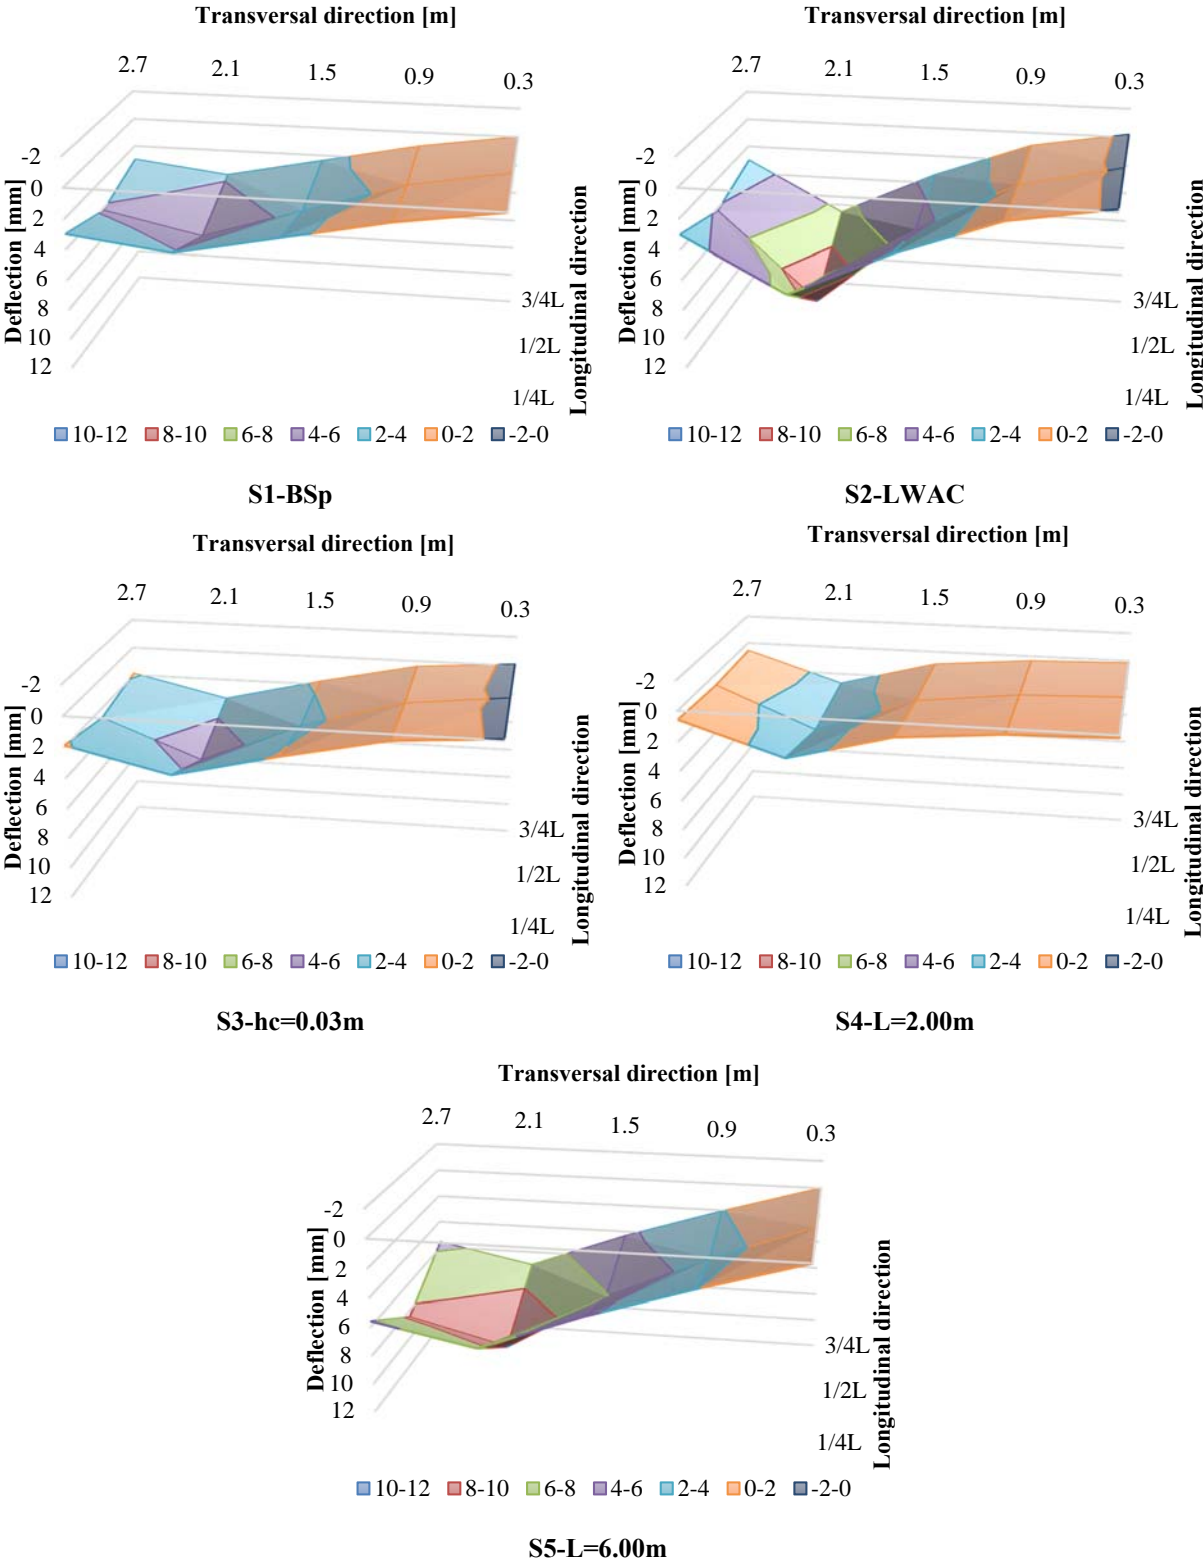 Transversal direction [m]
2.7 2.1 1.5 0.9 0.3
-2
0
2
4
6
8
10
12
Deflection [mm]
3/4L
1/2L
1/4L
Longitudinal direction
10-12 8-10 6-8 4-6 2-4 0-2 -2-0
S1-BSp
Transversal direction [m]
2.7 2.1 1.5 0.9 0.3
-2
0
2
4
6
8
10
12
Deflection [mm]
3/4L
1/2L
1/4L
Longitudinal direction
10-12 8-10 6-8 4-6 2-4 0-2 -2-0
S2-LWAC
Transversal direction [m]
2.7 2.1 1.5 0.9 0.3
-2
0
2
4
6
8
10
12
Deflection [mm]
3/4L
1/2L
1/4L
Longitudinal direction
10-12 8-10 6-8 4-6 2-4 0-2 -2-0
S3-hc=0.03m
Transversal direction [m]
2.7 2.1 1.5 0.9 0.3
-2
0
2
4
6
8
10
12
Deflection [mm]
3/4L
1/2L
1/4L
Longitudinal direction
10-12 8-10 6-8 4-6 2-4 0-2 -2-0
S4-L=2.00m
Transversal direction [m]
2.7 2.1 1.5 0.9 0.3
-2
0
2
4
6
8
10
12
Deflection [mm]
3/4L
1/2L
1/4L
Longitudinal direction
10-12 8-10 6-8 4-6 2-4 0-2 -2-0
S5-L=6.00m